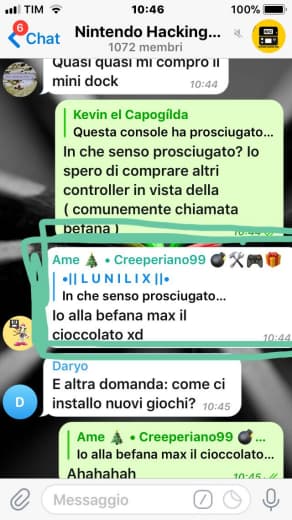 TIM
10:46
100%
6
Chat
Nintendo Hacking...
1072 membri
Quasi quasi mi compro il
mini dock
10:44
Kevin el Capogílda
Questa console ha prosciugato...
In che senso prosciugato? Io
spero di comprare altri
controller in vista della
( comunemente chiamata
befana )
10:44
Ame 🎄 • Creeperiano99 💣🛠🎮🎁
•|| L U N I L I X ||•
In che senso prosciugato...
Io alla befana max il
cioccolato xd
10:44
Daryo
D
E altra domanda: come ci
installo nuovi giochi?
10:45
Ame 🎄 • Creeperiano99 💣 ...
Io alla befana max il cioccolato...
Ahahahah
10:45
Messaggio